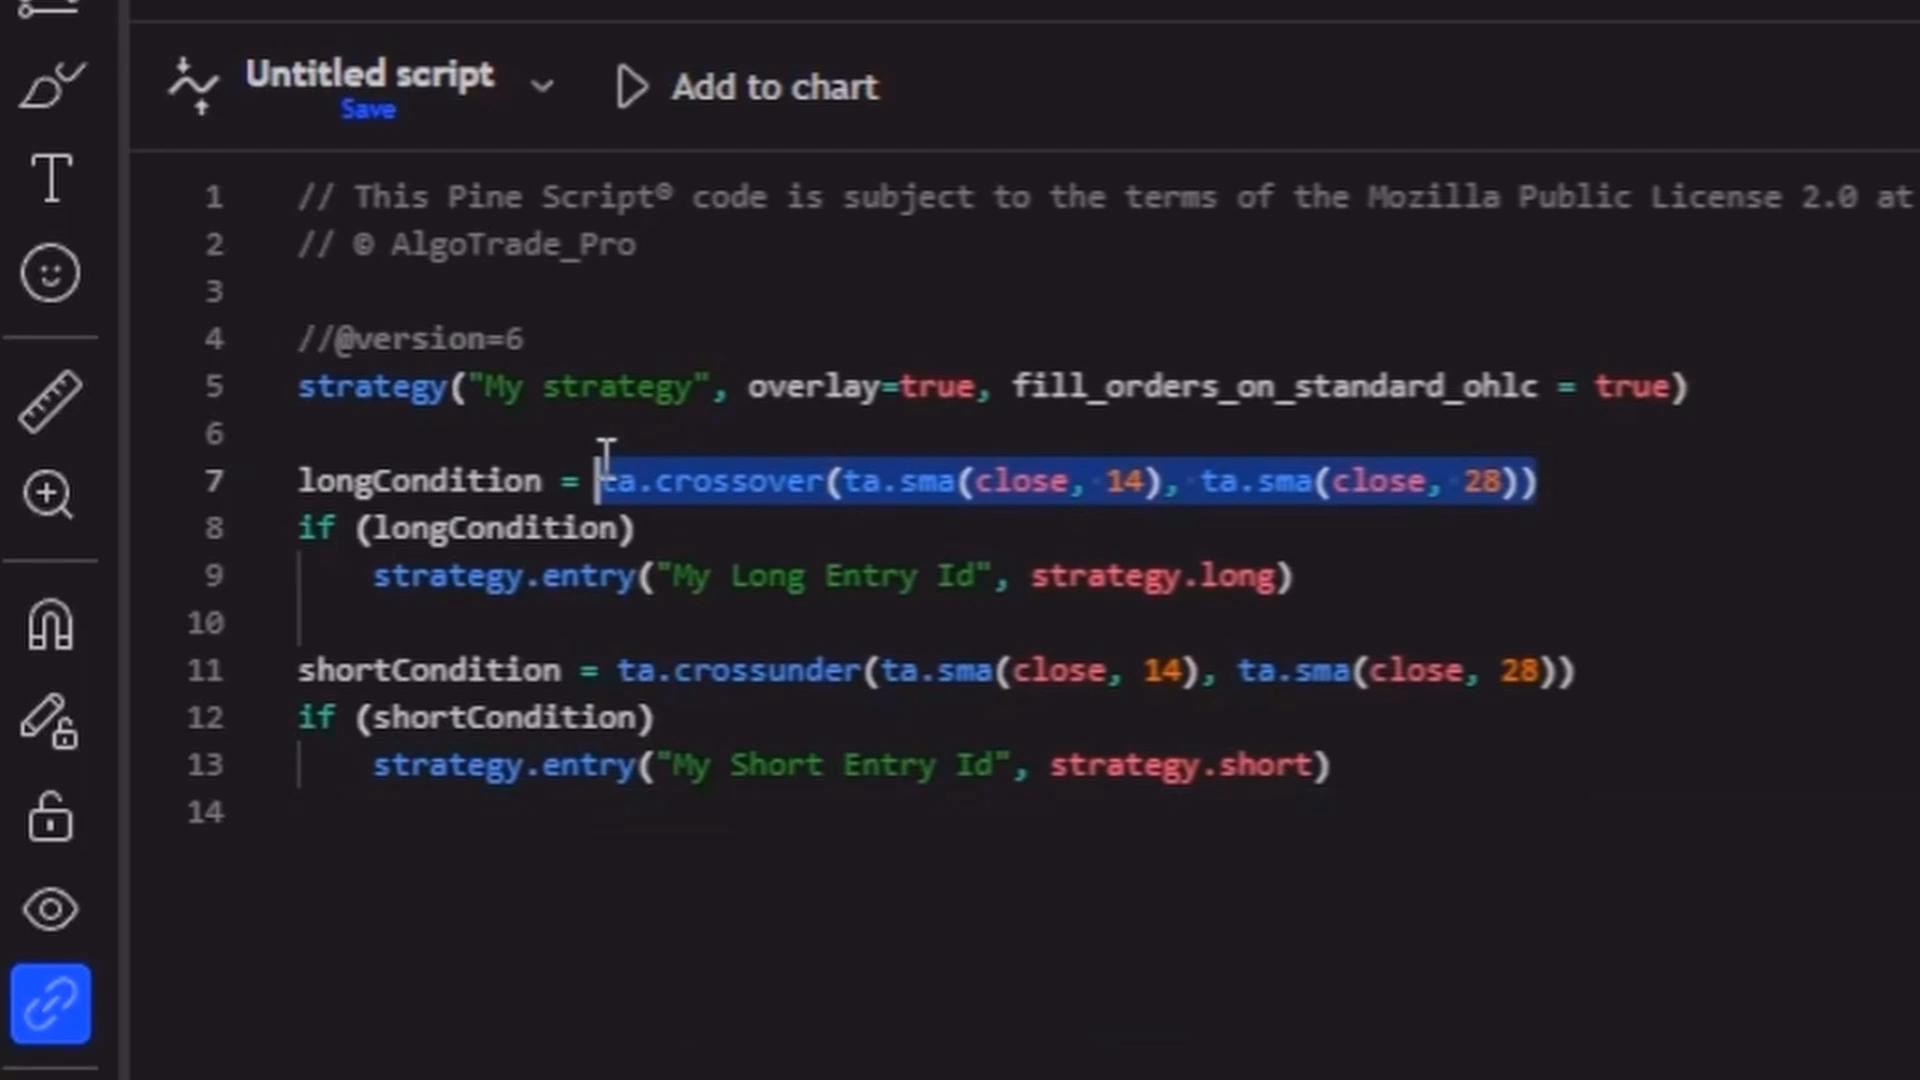 Untitled script
Save
Add to chart
1 // This Pine Script® code is subject to the terms of the Mozilla Public License 2.0 at
2 // © AlgoTrade_Pro
3
4 //@version=6
5 strategy("My strategy", overlay=true, fill_orders_on_standard_ohlc = true)
6
7 longCondition = ta.crossover(ta.sma(close, 14), ta.sma(close, 28))
8 if (longCondition)
9 strategy.entry("My Long Entry Id", strategy.long)
10
11 shortCondition = ta.crossunder(ta.sma(close, 14), ta.sma(close, 28))
12 if (shortCondition)
13 strategy.entry("My Short Entry Id", strategy.short)
14